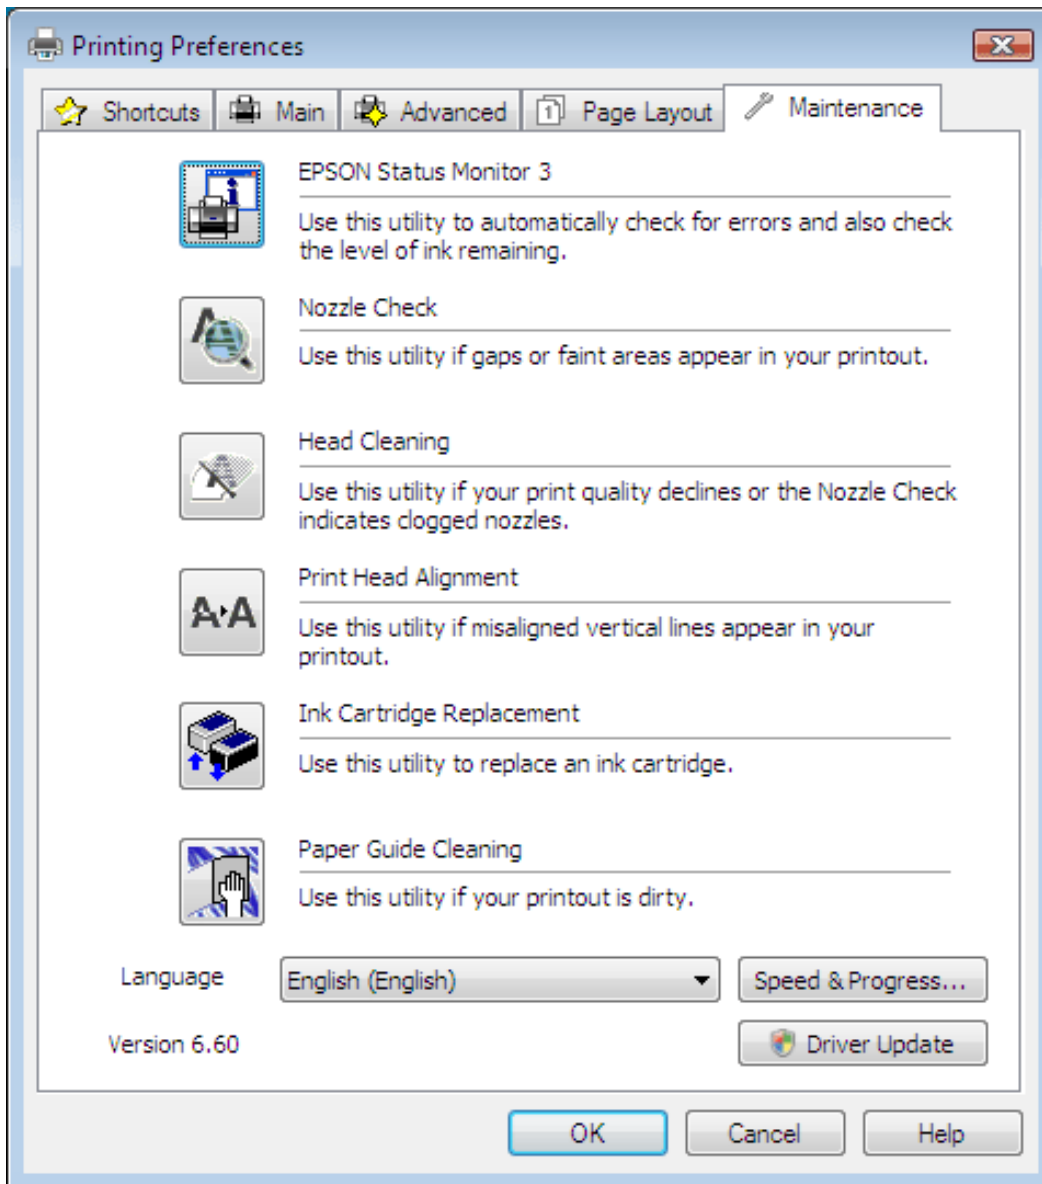 Printing Preferences
Shortcuts Main Advanced 1 Page Layout Maintenance
EPSON Status Monitor 3
Use this utility to automatically check for errors and also check
the level of ink remaining.
Nozzle Check
Use this utility if gaps or faint areas appear in your printout.
Head Cleaning
Use this utility if your print quality declines or the Nozzle Check
indicates clogged nozzles.
Print Head Alignment
A A
Use this utility if misaligned vertical lines appear in your
printout.
Ink Cartridge Replacement
Use this utility to replace an ink cartridge.
Paper Guide Cleaning
Use this utility if your printout is dirty.
Language English (English) Speed & Progress...
Version 6.60 Driver Update
OK Cancel Help